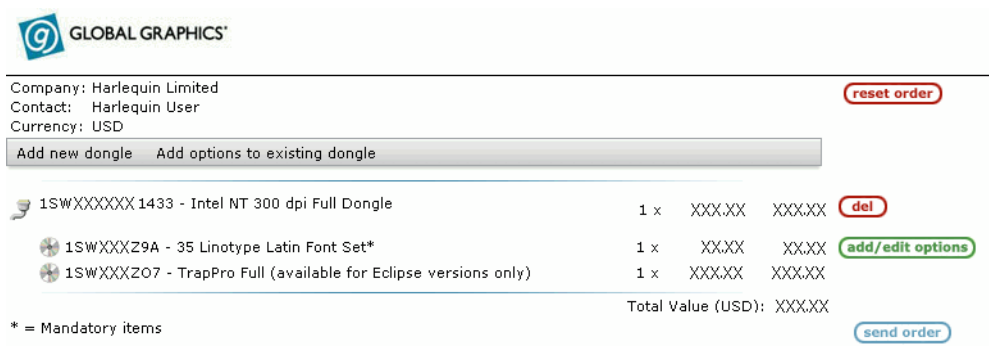 g GLOBAL GRAPHICS®
Company: Harlequin Limited
reset order
Contact: Harlequin User
Currency: USD
Add new dongle Add options to existing dongle
1SWXXXXXX1433 - Intel NT 300 dpi Full Dongle 1 x XXX.XX XXX.XX del
1SWXXXZ9A - 35 Linotype Latin Font Set* 1 x XX.XX XX.XX add/edit options
1SWXXXZO7 - TrapPro Full (available for Eclipse versions only) 1 x XXX.XX XXX.XX
Total Value (USD): XXX.XX
* = Mandatory items
send order